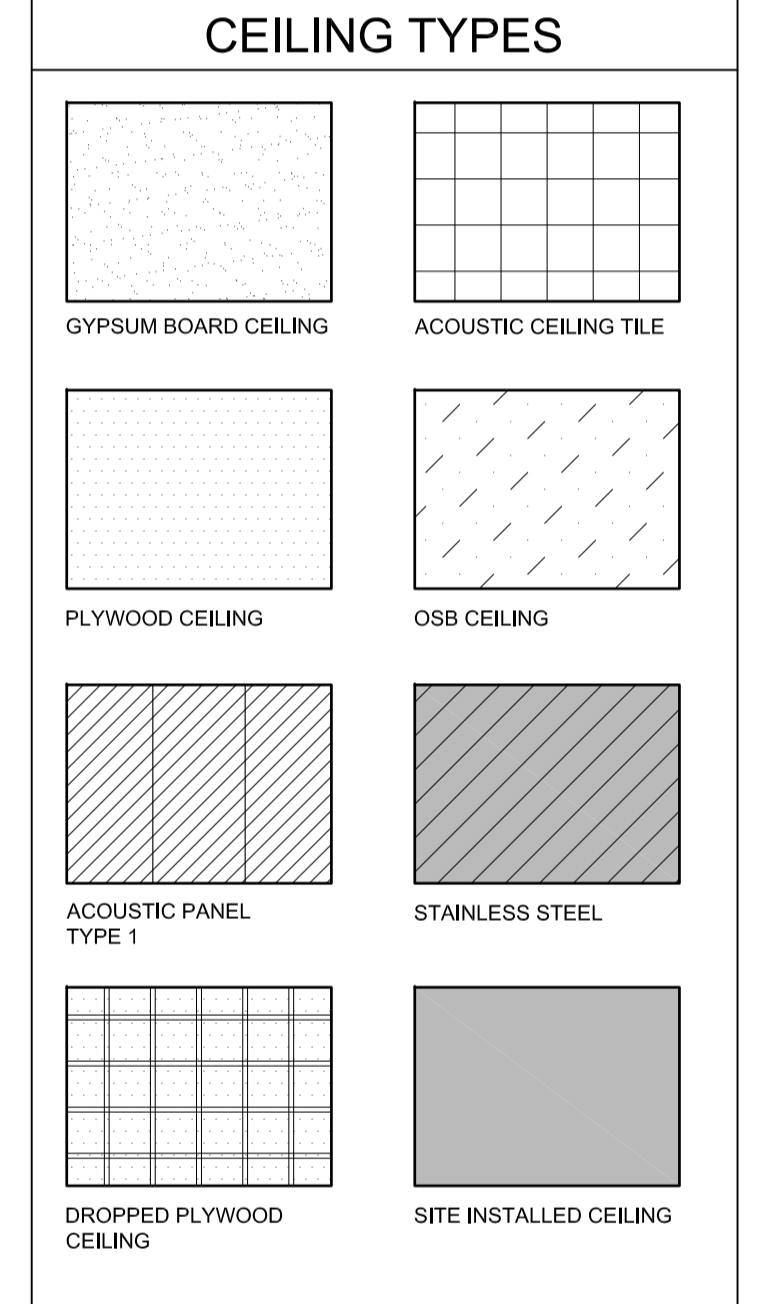 CEILING TYPES
GYPSUM BOARD CEILING
ACOUSTIC CEILING TILE
PLYWOOD CEILING
OSB CEILING
ACOUSTIC PANEL
TYPE 1
STAINLESS STEEL
DROPPED PLYWOOD
CEILING
SITE INSTALLED CEILING